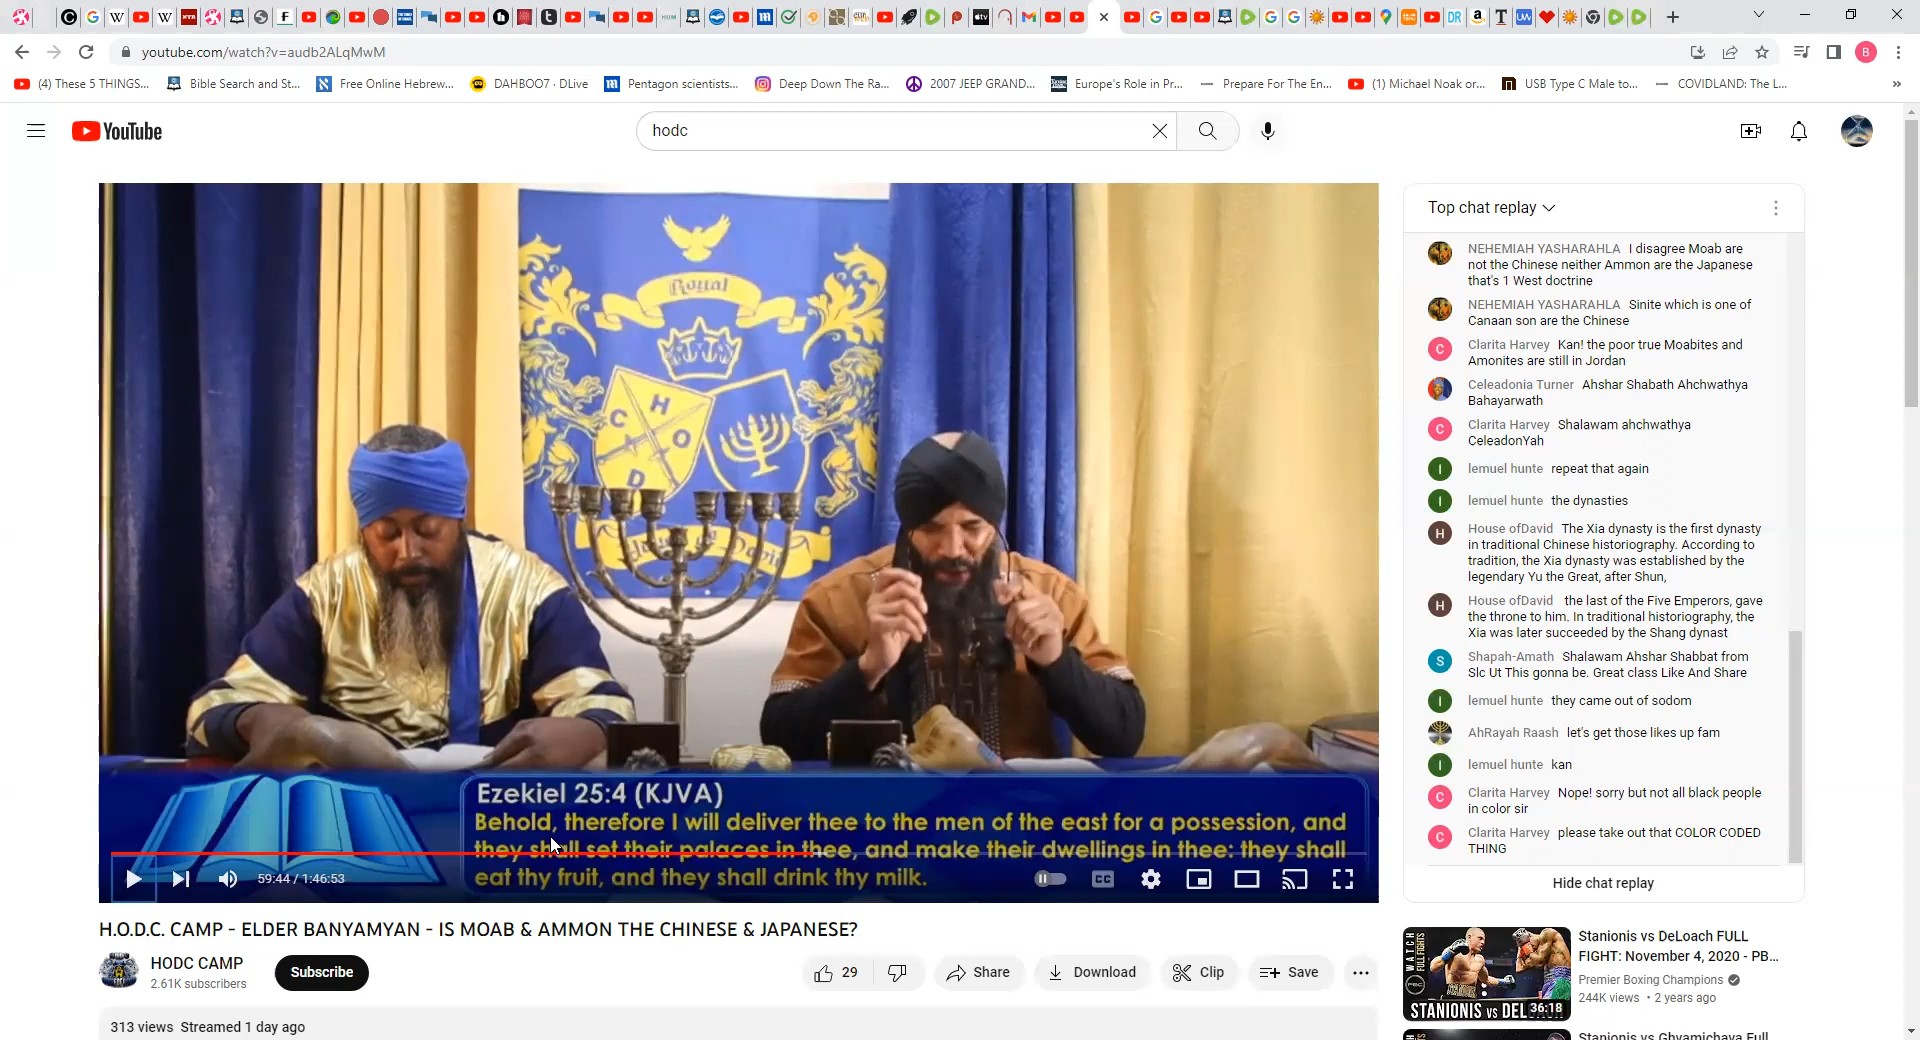 youtube.com/watch?v=audb2ALqMwM
B
(4) These 5 THINGS...
Bible Search and St...
Free Online Hebrew...
DAHBOO7 · DLive
Pentagon scientists...
Deep Down The Ra...
2007 JEEP GRAND...
Europe's Role in Pr...
Prepare For The En...
(1) Michael Noak or...
USB Type C Male to...
COVIDLAND: The L...
»
YouTube
hodc
Royal
H
C
O
D
Ezekiel 25:4 (KJVA)
Behold, therefore I will deliver thee to the men of the east for a possession, and
they shall set their palaces in thee, and make their dwellings in thee: they shall
eat thy fruit, and they shall drink thy milk.
59:44 / 1:46:53
CC
H.O.D.C. CAMP - ELDER BANYAMYAN - IS MOAB & AMMON THE CHINESE & JAPANESE?
HODC CAMP
2.61K subscribers
Subscribe
29
Share
Download
Clip
Save
313 views Streamed 1 day ago
Top chat replay
NEHEMIAH YASHARAHLA I disagree Moab are
not the Chinese neither Ammon are the Japanese
that's 1 West doctrine
NEHEMIAH YASHARAHLA Sinite which is one of
Canaan son are the Chinese
C
Clarita Harvey Kan! the poor true Moabites and
Amonites are still in Jordan
Celeadonia Turner Ahshar Shabath Ahchwathya
Bahayarwath
C
Clarita Harvey Shalawam ahchwathya
CeleadonYah
l
lemuel hunte repeat that again
l
lemuel hunte the dynasties
H
House ofDavid The Xia dynasty is the first dynasty
in traditional Chinese historiography. According to
tradition, the Xia dynasty was established by the
legendary Yu the Great, after Shun,
H
House ofDavid the last of the Five Emperors, gave
the throne to him. In traditional historiography, the
Xia was later succeeded by the Shang dynast
S
Shapah-Amath Shalawam Ahshar Shabbat from
Slc Ut This gonna be. Great class Like And Share
l
lemuel hunte they came out of sodom
AhRayah Raash let's get those likes up fam
l
lemuel hunte kan
C
Clarita Harvey Nope! sorry but not all black people
in color sir
C
Clarita Harvey please take out that COLOR CODED
THING
Hide chat replay
WATCH
FULL FIGHTS
PBC
STANIONIS vs DEL
36:18
Stanionis vs DeLoach FULL
FIGHT: November 4, 2020 - PB...
Premier Boxing Champions
244K views • 2 years ago
Stanionis vs Ghvamichava Full